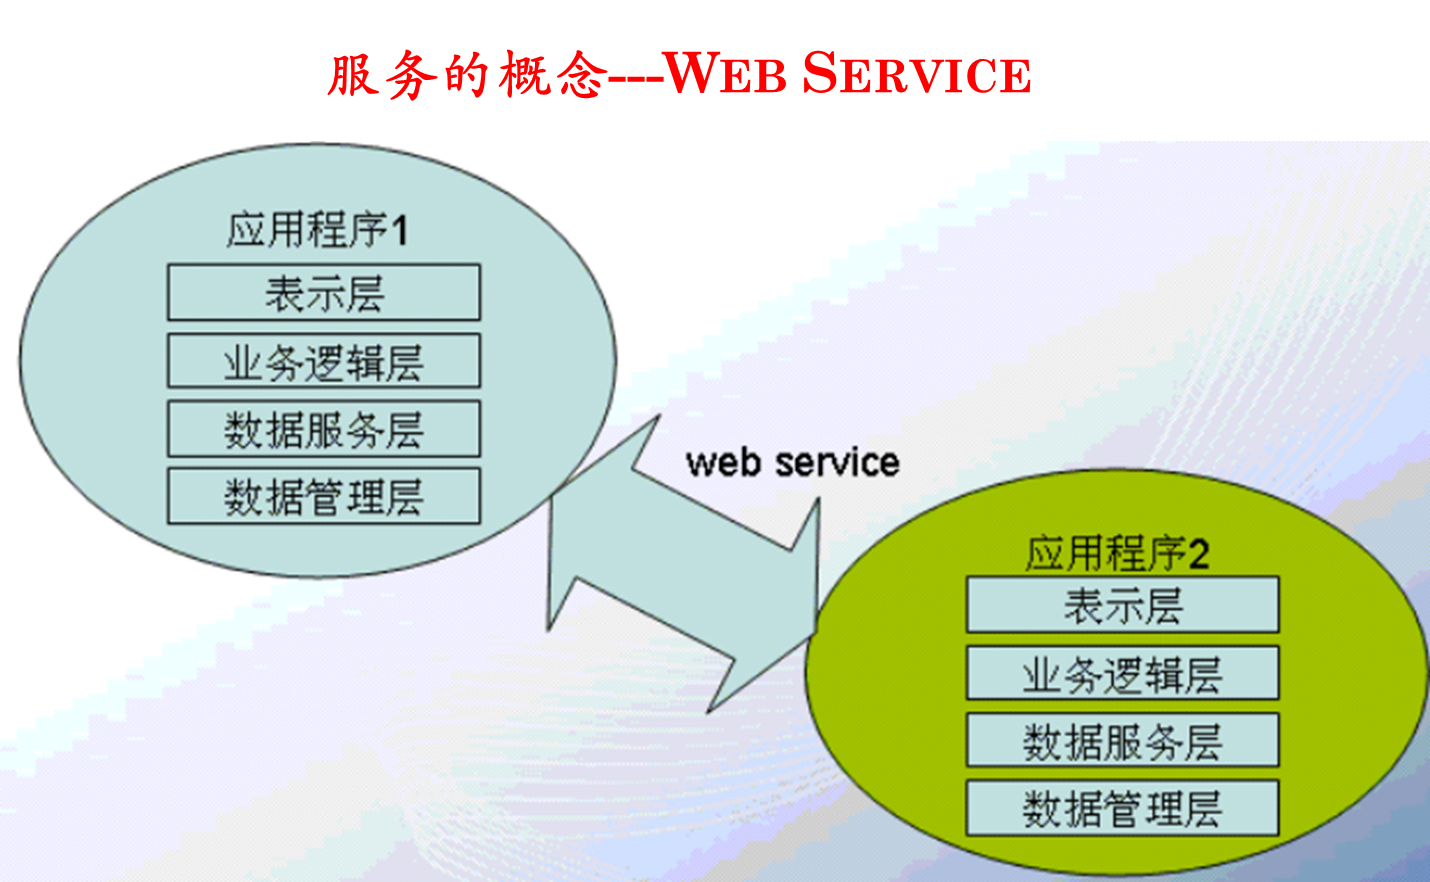 服务的概念---WEB SERVICE
应用程序1
表示层
业务逻辑层
数据服务层
数据管理层
web service
应用程序2
表示层
业务逻辑层
数据服务层
数据管理层